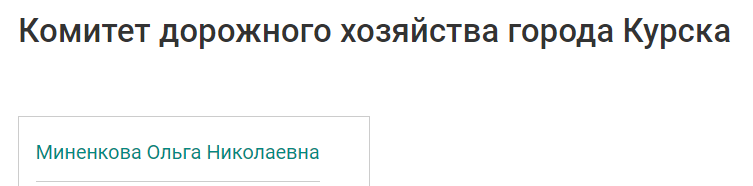 Комитет дорожного хозяйства города Курска
Миненкова Ольга Николаевна